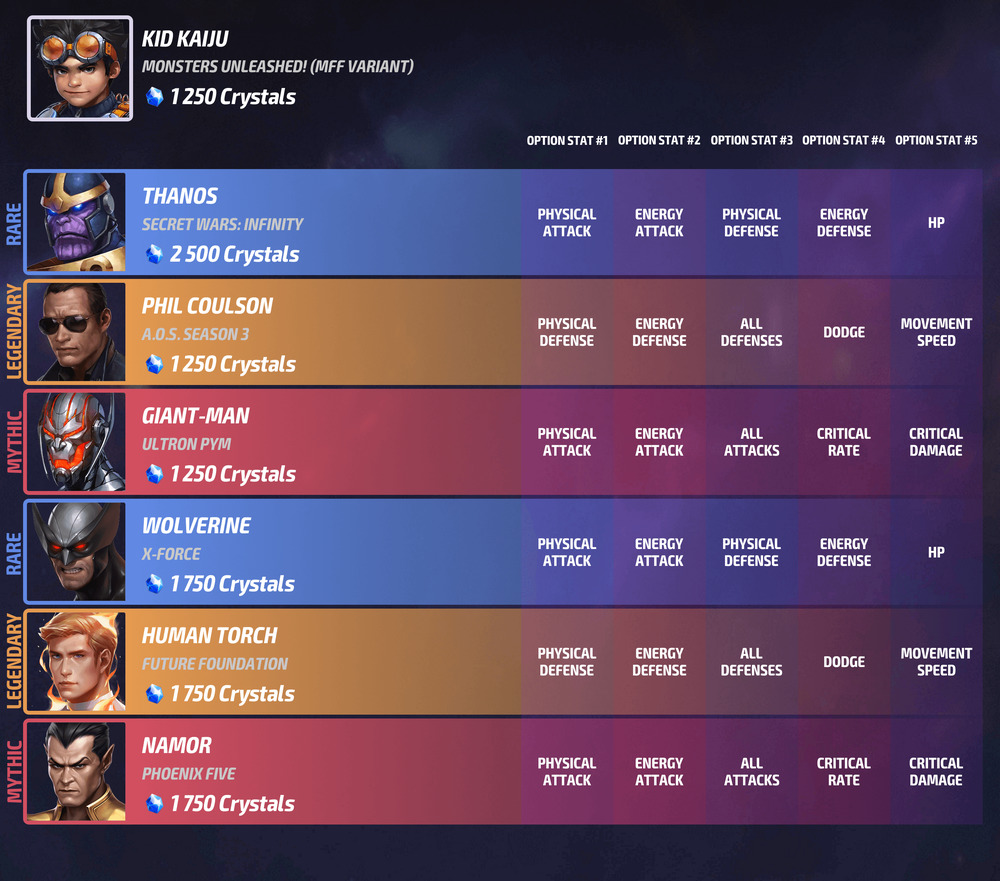 KID KAIJU
MONSTERS UNLEASHED! (MFF VARIANT)
1 250 Crystals
OPTION STAT #1 OPTION STAT #2 OPTION STAT #3 OPTION STAT #4 OPTION STAT #5
RARE
THANOS
SECRET WARS: INFINITY
2 500 Crystals
PHYSICAL ATTACK
ENERGY ATTACK
PHYSICAL DEFENSE
ENERGY DEFENSE
HP
LEGENDARY
PHIL COULSON
A.O.S. SEASON 3
1 250 Crystals
PHYSICAL DEFENSE
ENERGY DEFENSE
ALL DEFENSES
DODGE
MOVEMENT SPEED
MYTHIC
GIANT-MAN
ULTRON PYM
1 250 Crystals
PHYSICAL ATTACK
ENERGY ATTACK
ALL ATTACKS
CRITICAL RATE
CRITICAL DAMAGE
RARE
WOLVERINE
X-FORCE
1 750 Crystals
PHYSICAL ATTACK
ENERGY ATTACK
PHYSICAL DEFENSE
ENERGY DEFENSE
HP
LEGENDARY
HUMAN TORCH
FUTURE FOUNDATION
1 750 Crystals
PHYSICAL DEFENSE
ENERGY DEFENSE
ALL DEFENSES
DODGE
MOVEMENT SPEED
MYTHIC
NAMOR
PHOENIX FIVE
1 750 Crystals
PHYSICAL ATTACK
ENERGY ATTACK
ALL ATTACKS
CRITICAL RATE
CRITICAL DAMAGE